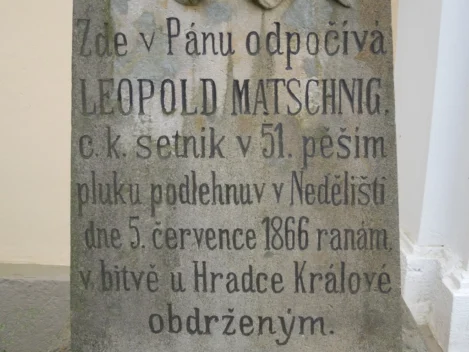 Zde v Pánu odpočívá
LEOPOLD MATSCHNIG,
c. k. setník v 51. pěším
pluku podlehnuv v Nedělišti
dne 5. července 1866 ranám,
v bitvě u Hradce Králové
obdrženým.